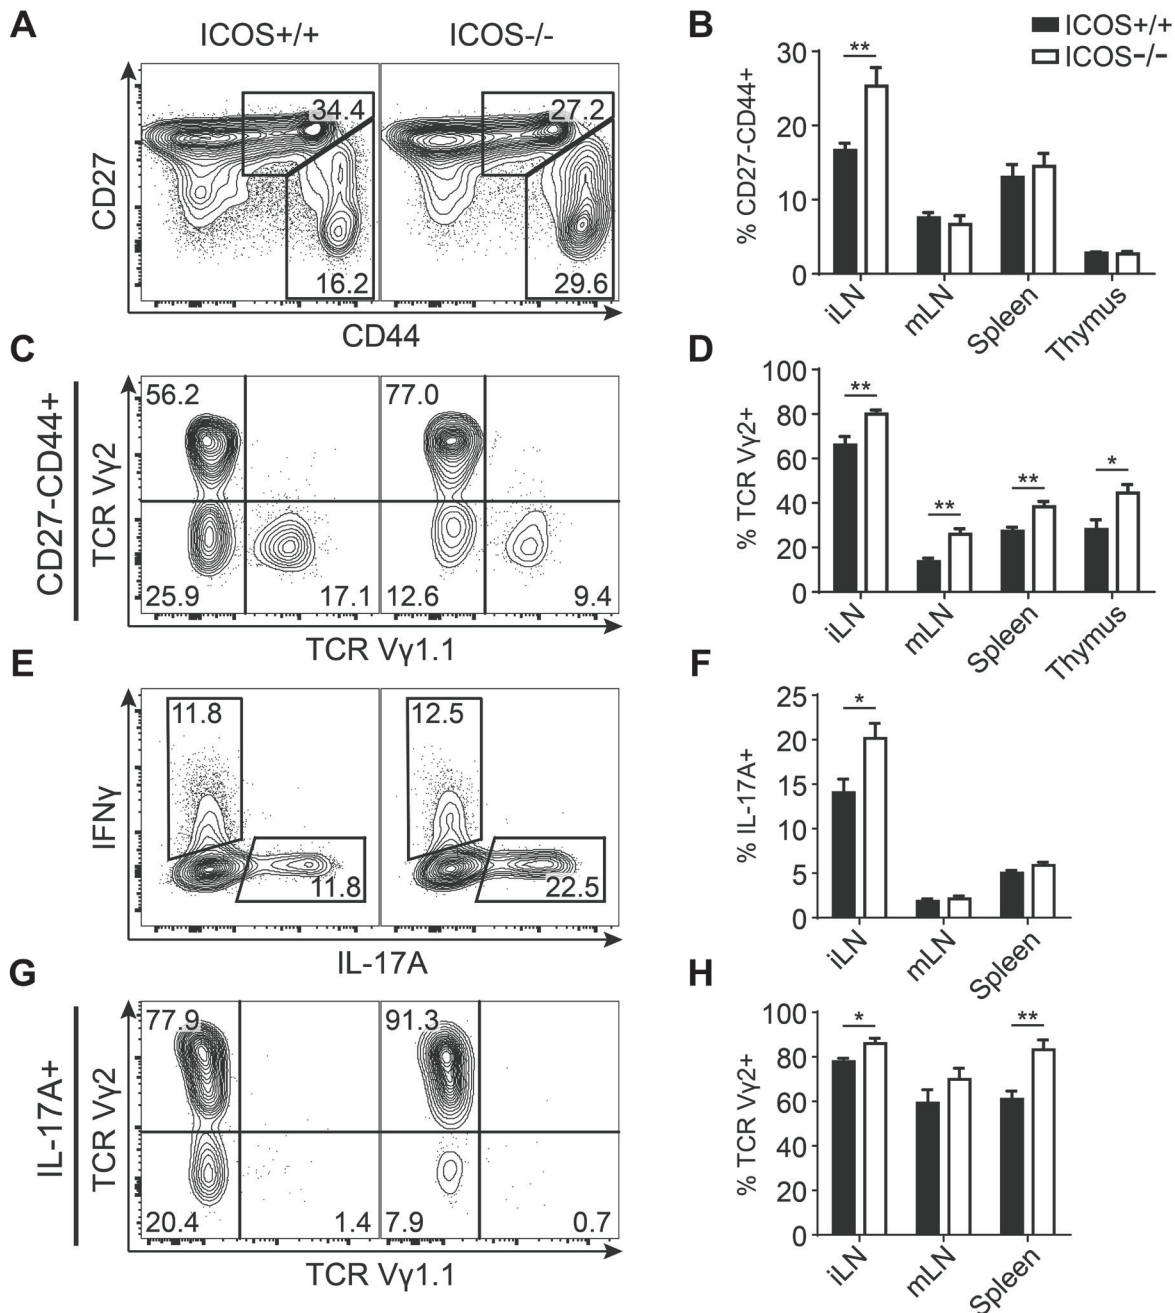 A
ICOS+/+
ICOS-/-
CD27
34.4
27.2
16.2
29.6
CD44
B
ICOS+/+
ICOS−/−
% CD27-CD44+
30
20
10
0
**
iLN
mLN
Spleen
Thymus
C
CD27-CD44+
TCR Vγ2
56.2
77.0
25.9
17.1
12.6
9.4
TCR Vγ1.1
D
% TCR Vγ2+
100
80
60
40
20
0
**
**
**
*
iLN
mLN
Spleen
Thymus
E
IFNγ
11.8
12.5
11.8
22.5
IL-17A
F
% IL-17A+
25
20
15
10
5
0
*
iLN
mLN
Spleen
G
IL-17A+
TCR Vγ2
77.9
91.3
20.4
1.4
7.9
0.7
TCR Vγ1.1
H
% TCR Vγ2+
100
80
60
40
20
0
*
**
iLN
mLN
Spleen